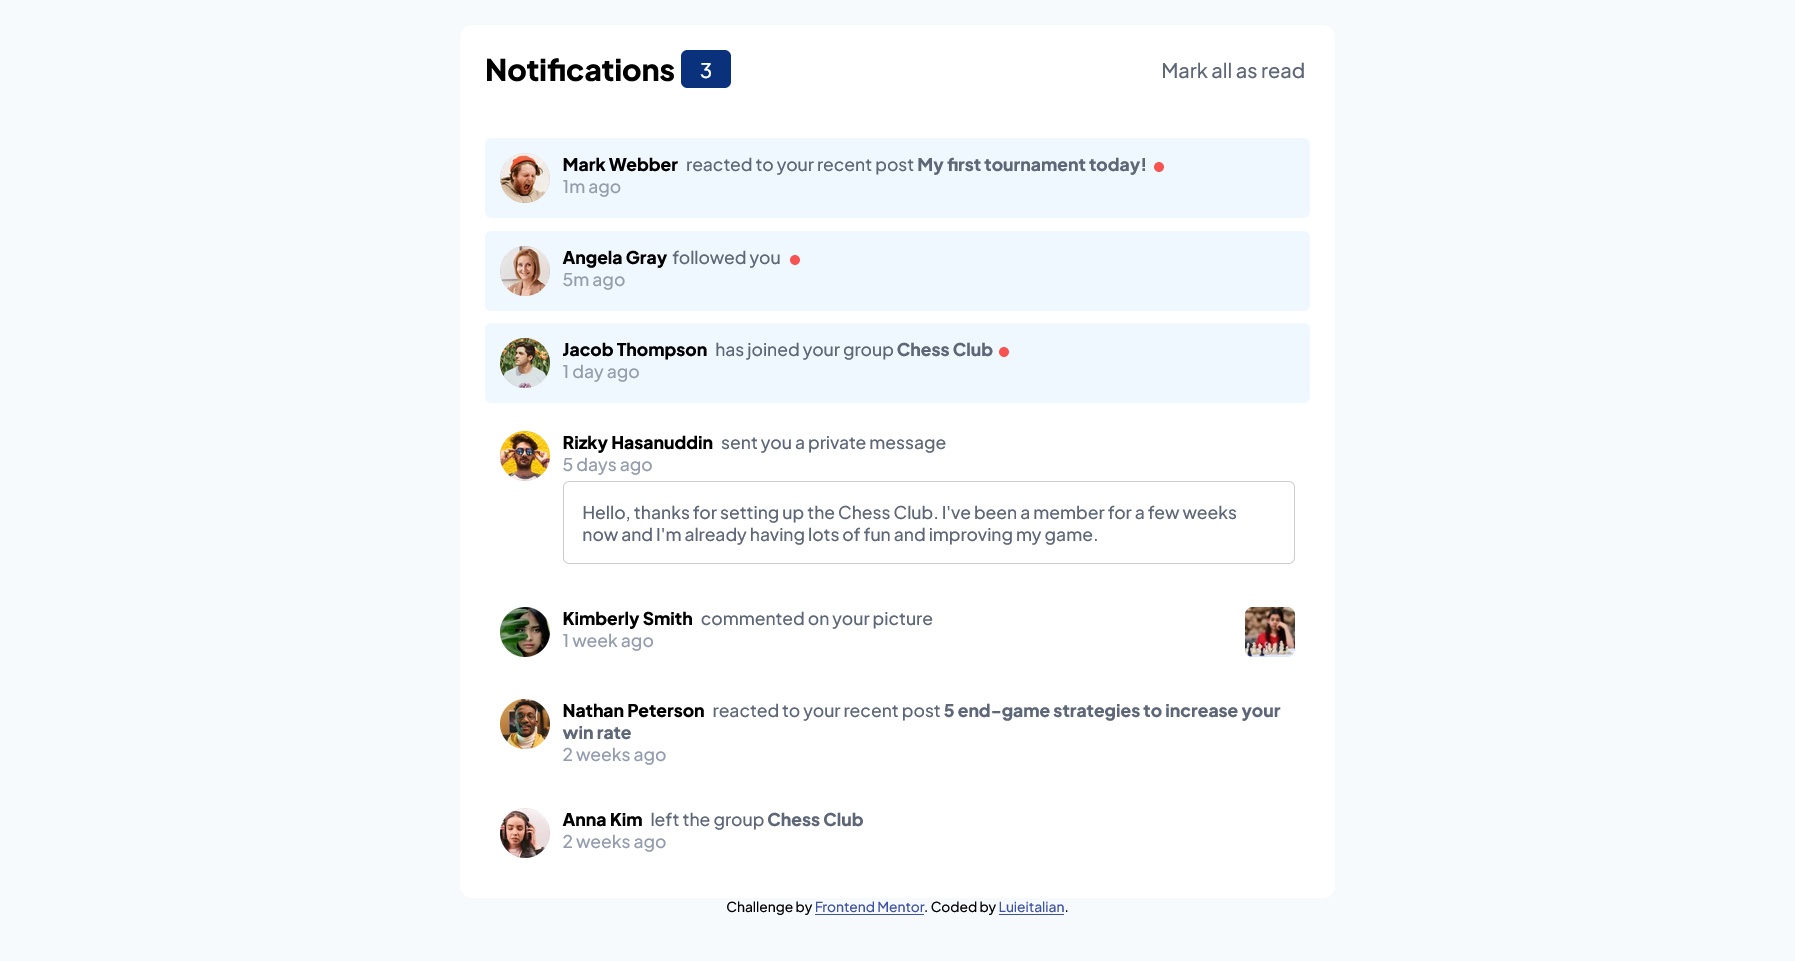 Notifications 3 Mark all as read
Mark Webber reacted to your recent post My first tournament today!
1m ago
Angela Gray followed you
5m ago
Jacob Thompson has joined your group Chess Club
1 day ago
Rizky Hasanuddin sent you a private message
5 days ago
Hello, thanks for setting up the Chess Club. I've been a member for a few weeks
now and I'm already having lots of fun and improving my game.
Kimberly Smith commented on your picture
1 week ago
Nathan Peterson reacted to your recent post 5 end-game strategies to increase your
win rate
2 weeks ago
Anna Kim left the group Chess Club
2 weeks ago
Challenge by Frontend Mentor. Coded by Luieitalian.